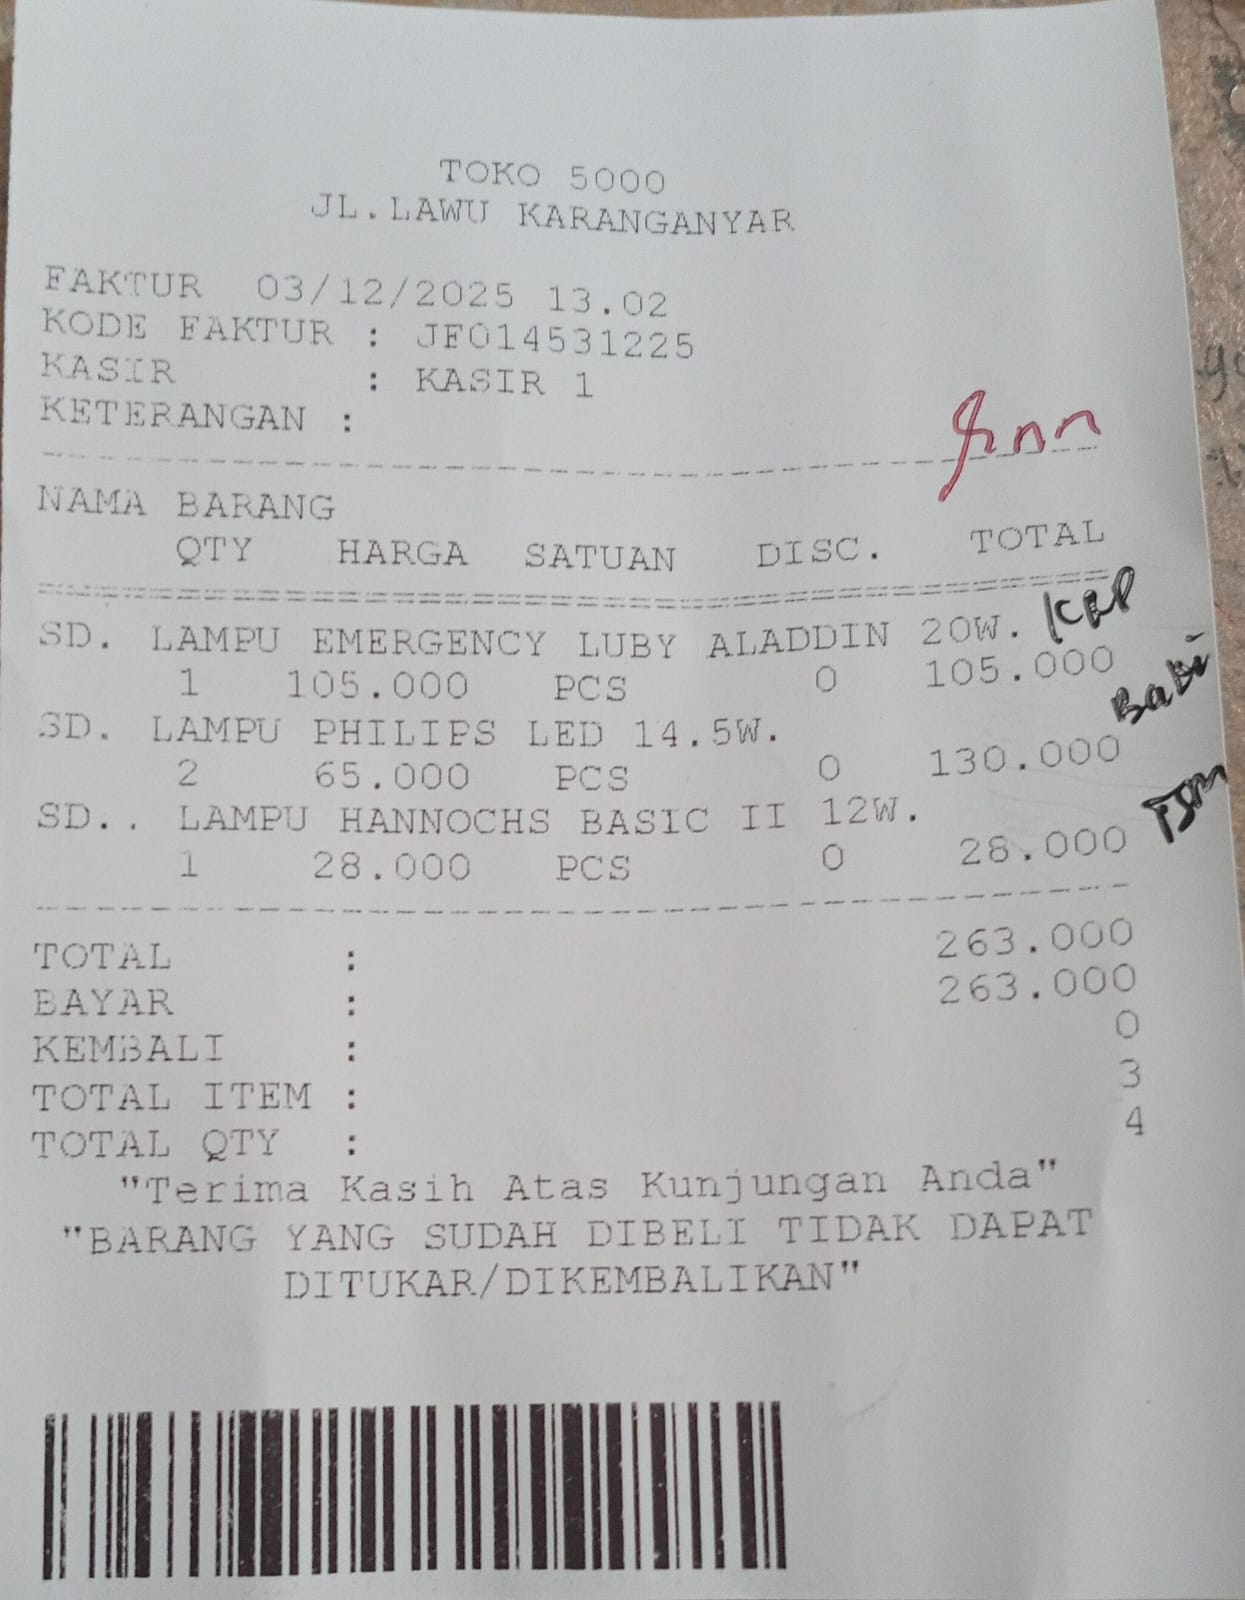 TOKO 5000
JL.LAWU KARANGANYAR
FAKTUR 03/12/2025 13.02
KODE FAKTUR : JF014531225
KASIR : KASIR 1
KETERANGAN :
NAMA BARANG
QTY HARGA SATUAN DISC. TOTAL
SD. LAMPU EMERGENCY LUBY ALADDIN 20W.
1 105.000 PCS 0 105.000
SD. LAMPU PHILIPS LED 14.5W.
2 65.000 PCS 0 130.000
SD.. LAMPU HANNOCHS BASIC II 12W.
1 28.000 PCS 0 28.000
TOTAL : 263.000
BAYAR : 263.000
KEMBALI : 0
TOTAL ITEM : 3
TOTAL QTY : 4
"Terima Kasih Atas Kunjungan Anda"
"BARANG YANG SUDAH DIBELI TIDAK DAPAT
DITUKAR/DIKEMBALIKAN"